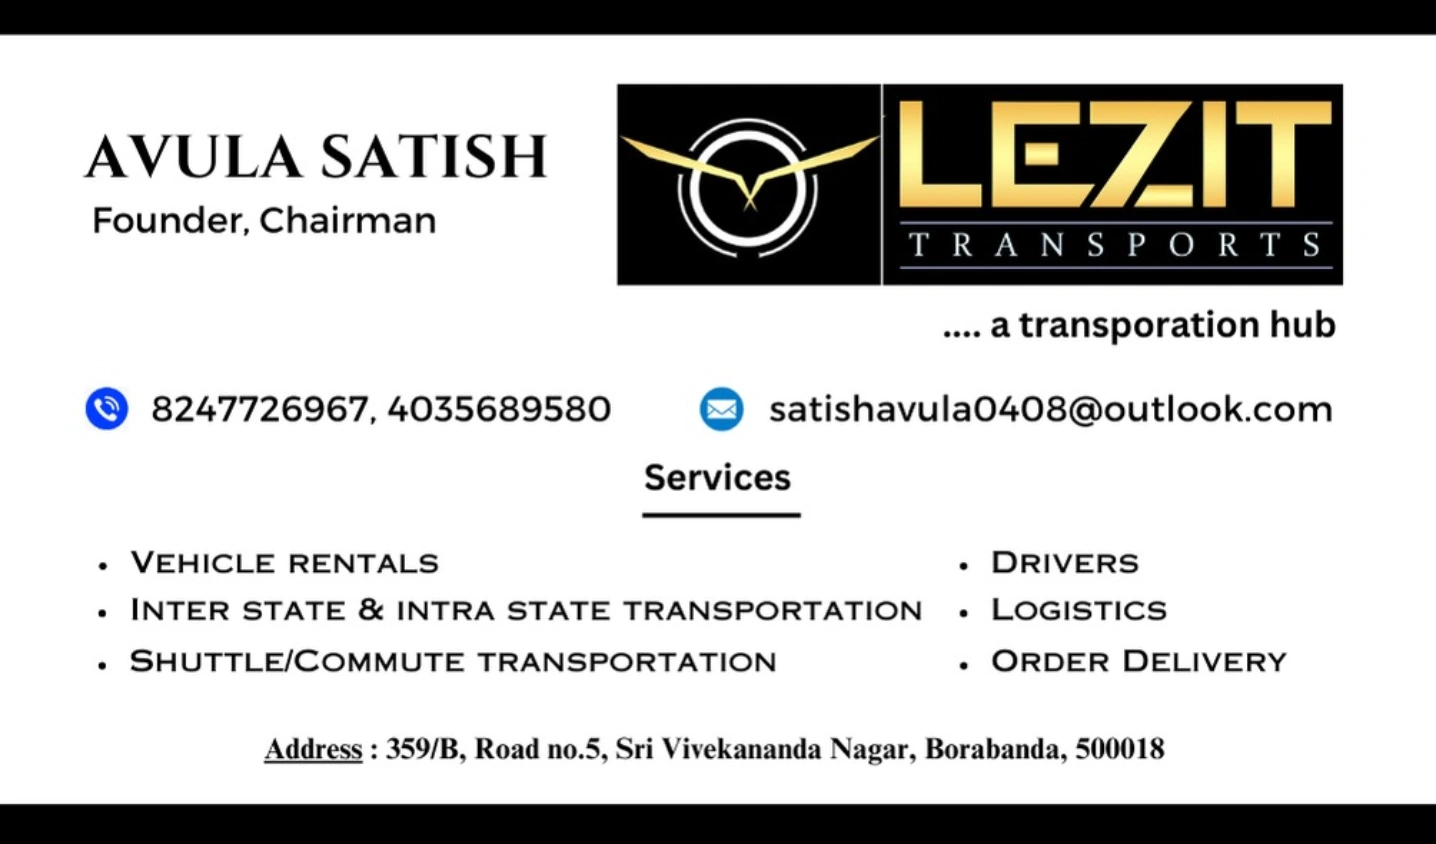 AVULA SATISH
Founder, Chairman
LEZIT
TRANSPORTS
.... a transporation hub
8247726967, 4035689580
satishavula0408@outlook.com
Services
• VEHICLE RENTALS
• INTER STATE & INTRA STATE TRANSPORTATION
• SHUTTLE/COMMUTE TRANSPORTATION
• DRIVERS
• LOGISTICS
• ORDER DELIVERY
Address : 359/B, Road no.5, Sri Vivekananda Nagar, Borabanda, 500018